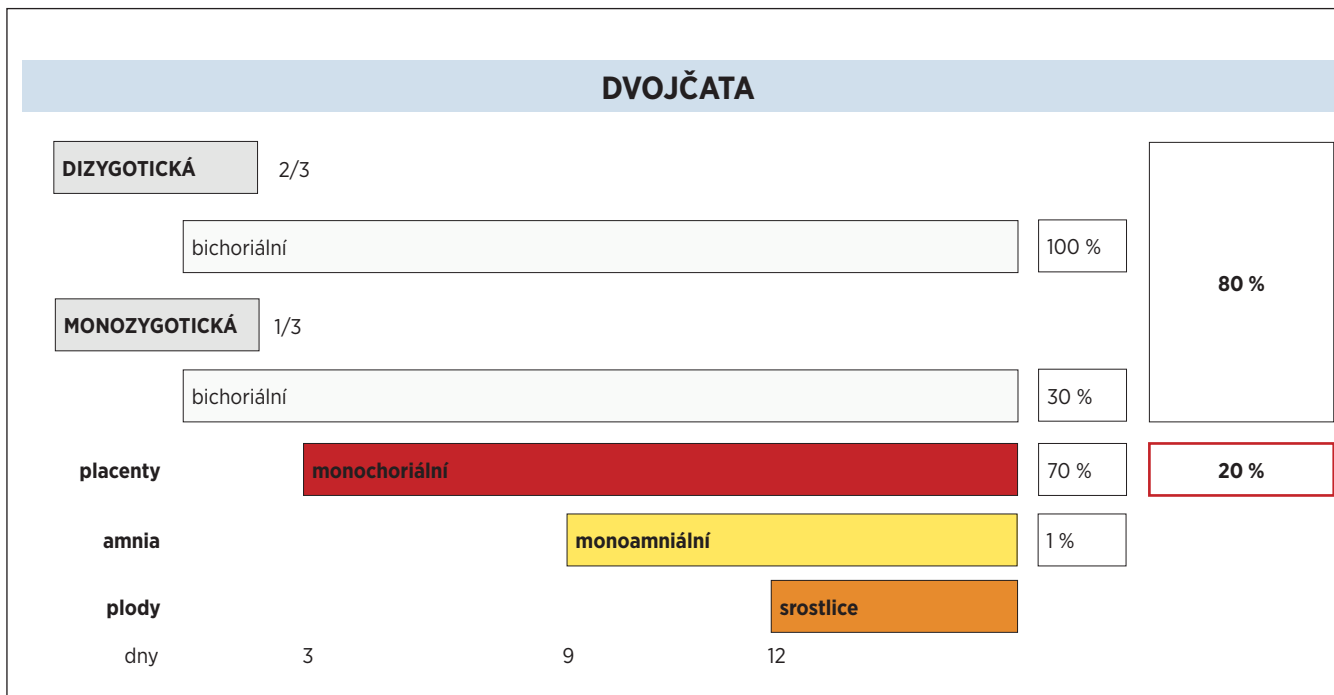 DVOJČATA
DIZYGOTICKÁ 2/3
bichoriální 100 %
80 %
MONOZYGOTICKÁ 1/3
bichoriální 30 %
placenty monochoriální 70 % 20 %
amnia monoamniální 1 %
plody srostlice
dny 3 9 12